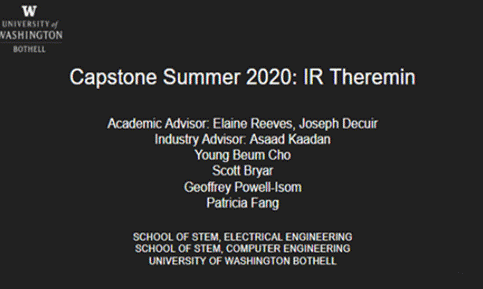 W
UNIVERSITY of
WASHINGTON
BOTHELL
Capstone Summer 2020: IR Theremin
Academic Advisor: Elaine Reeves, Joseph Decuir
Industry Advisor: Asaad Kaadan
Young Beum Cho
Scott Bryar
Geoffrey Powell-Isom
Patricia Fang
SCHOOL OF STEM, ELECTRICAL ENGINEERING
SCHOOL OF STEM, COMPUTER ENGINEERING
UNIVERSITY OF WASHINGTON BOTHELL